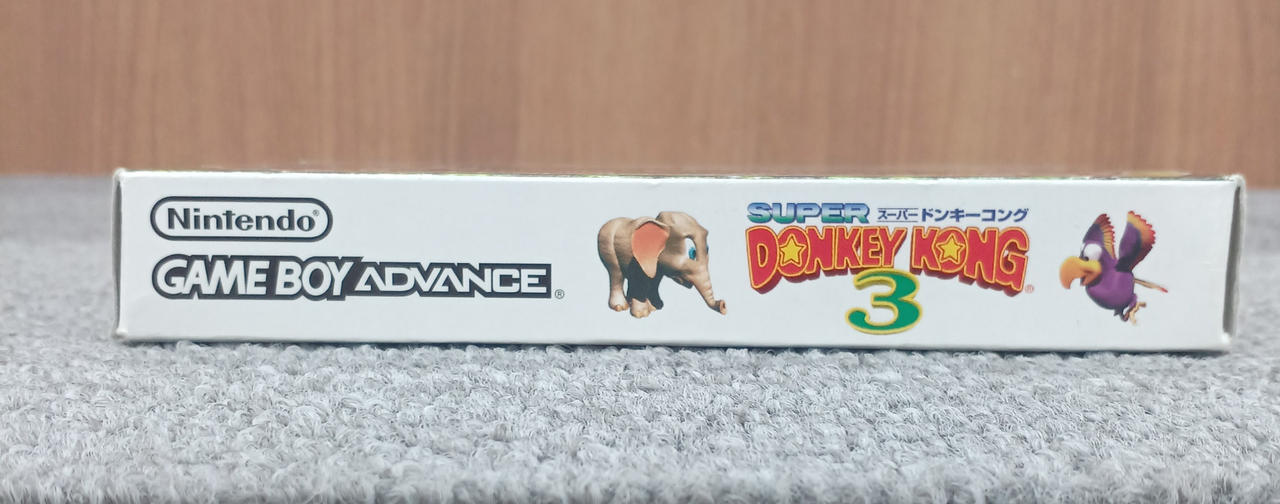 Nintendo®
GAME BOY ADVANCE®
SUPER スーパードンキーコング
DONKEY KONG®
3